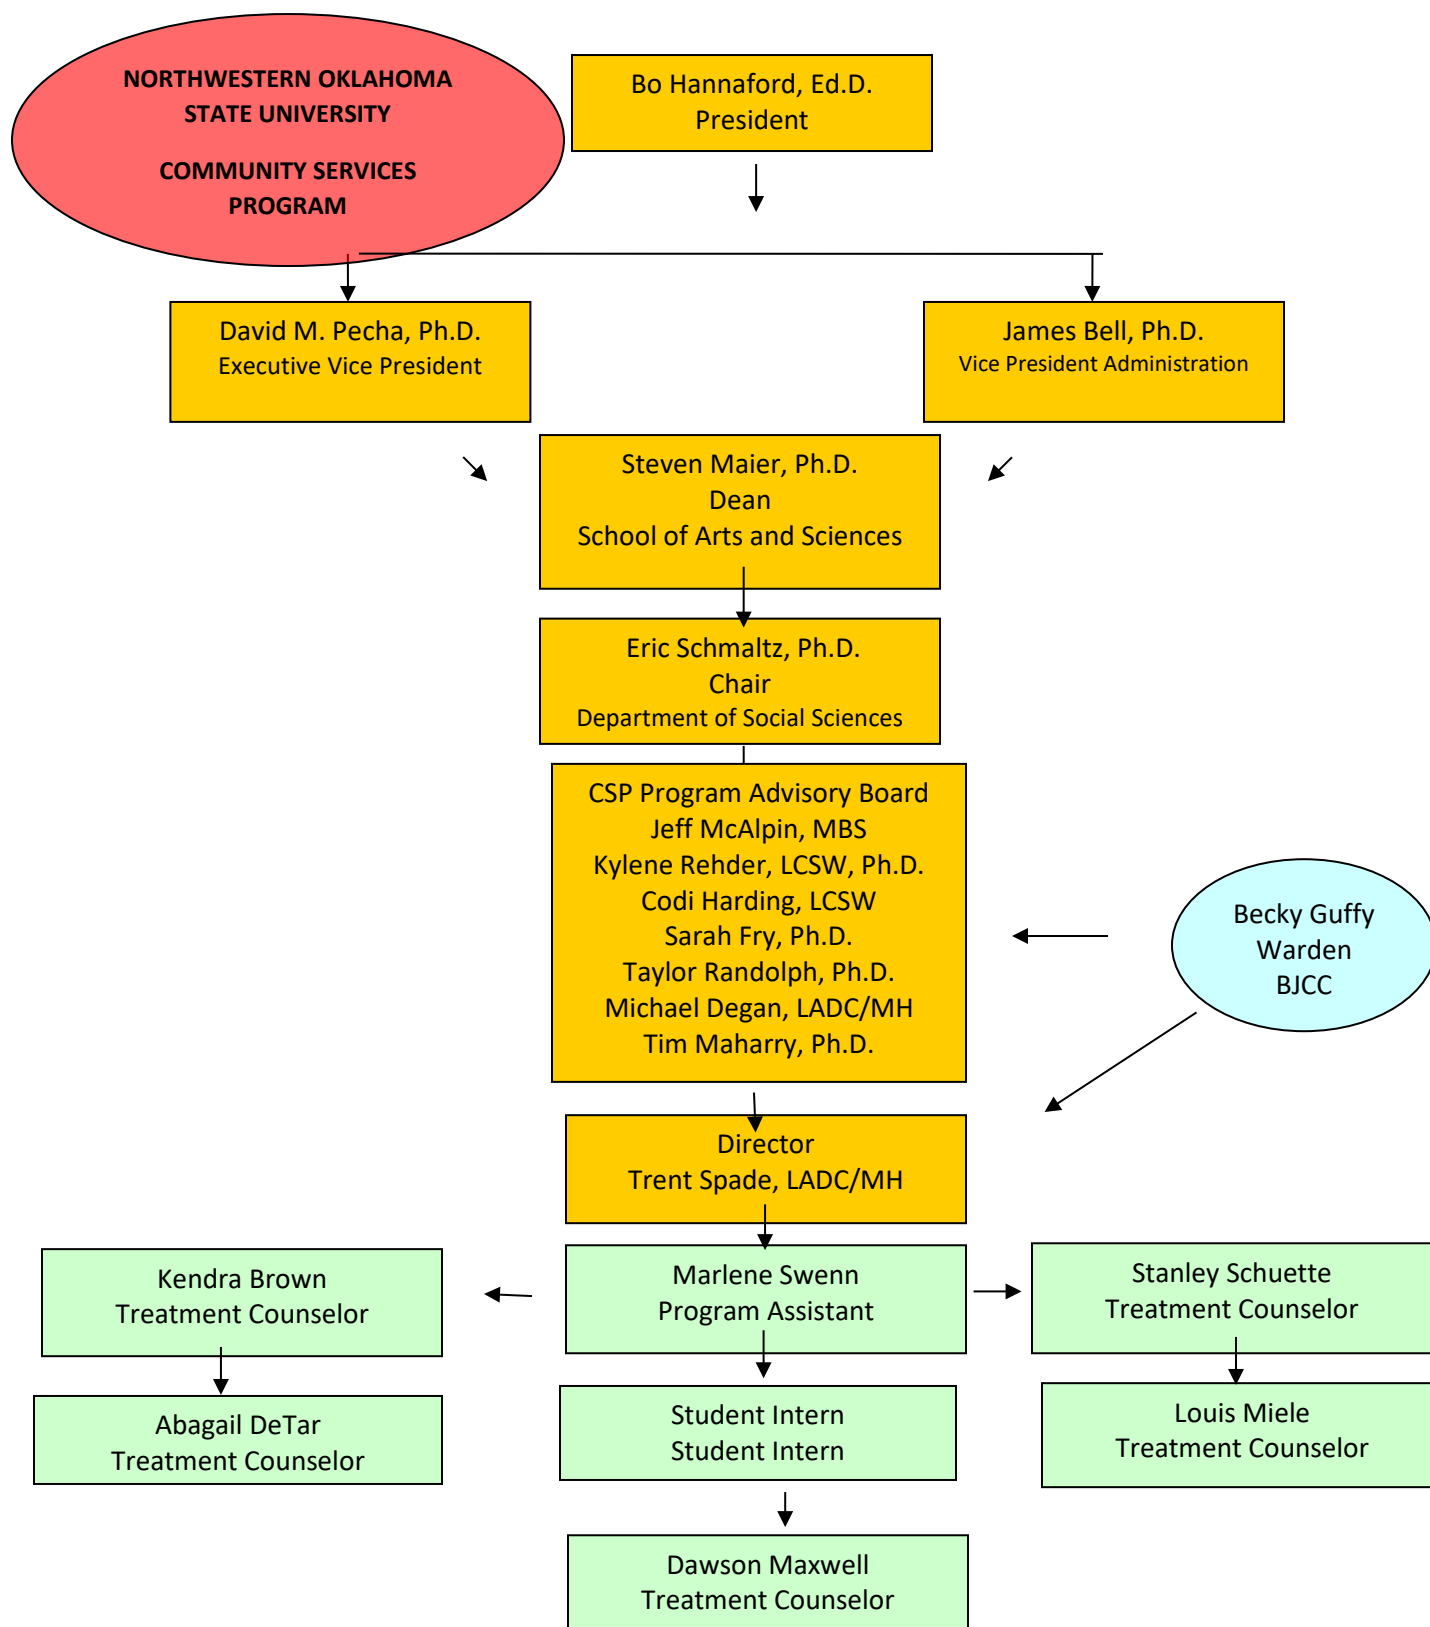 NORTHWESTERN OKLAHOMA
STATE UNIVERSITY
COMMUNITY SERVICES
PROGRAM
Bo Hannaford, Ed.D.
President
David M. Pecha, Ph.D.
Executive Vice President
James Bell, Ph.D.
Vice President Administration
Steven Maier, Ph.D.
Dean
School of Arts and Sciences
Eric Schmaltz, Ph.D.
Chair
Department of Social Sciences
CSP Program Advisory Board
Jeff McAlpin, MBS
Kylene Rehder, LCSW, Ph.D.
Codi Harding, LCSW
Sarah Fry, Ph.D.
Taylor Randolph, Ph.D.
Michael Degan, LADC/MH
Tim Maharry, Ph.D.
Becky Guffy
Warden
BJCC
Director
Trent Spade, LADC/MH
Kendra Brown
Treatment Counselor
Marlene Swenn
Program Assistant
Stanley Schuette
Treatment Counselor
Abagail DeTar
Treatment Counselor
Student Intern
Student Intern
Louis Miele
Treatment Counselor
Dawson Maxwell
Treatment Counselor